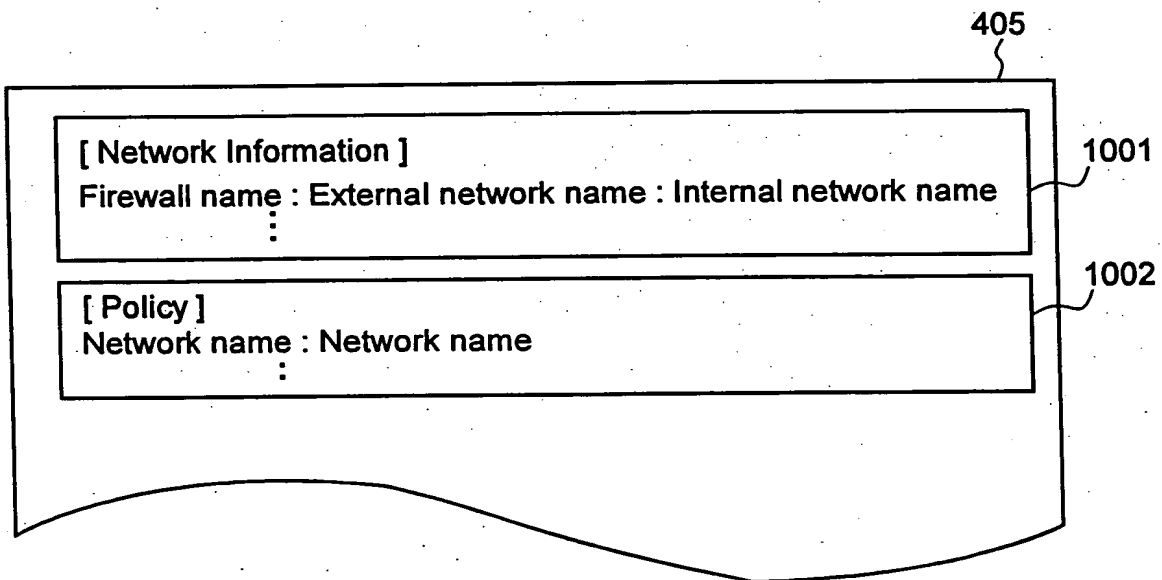 405
[ Network Information ]
1001
Firewall name : External network name : Internal network name
⋮
1002
[ Policy ]
Network name : Network name
⋮